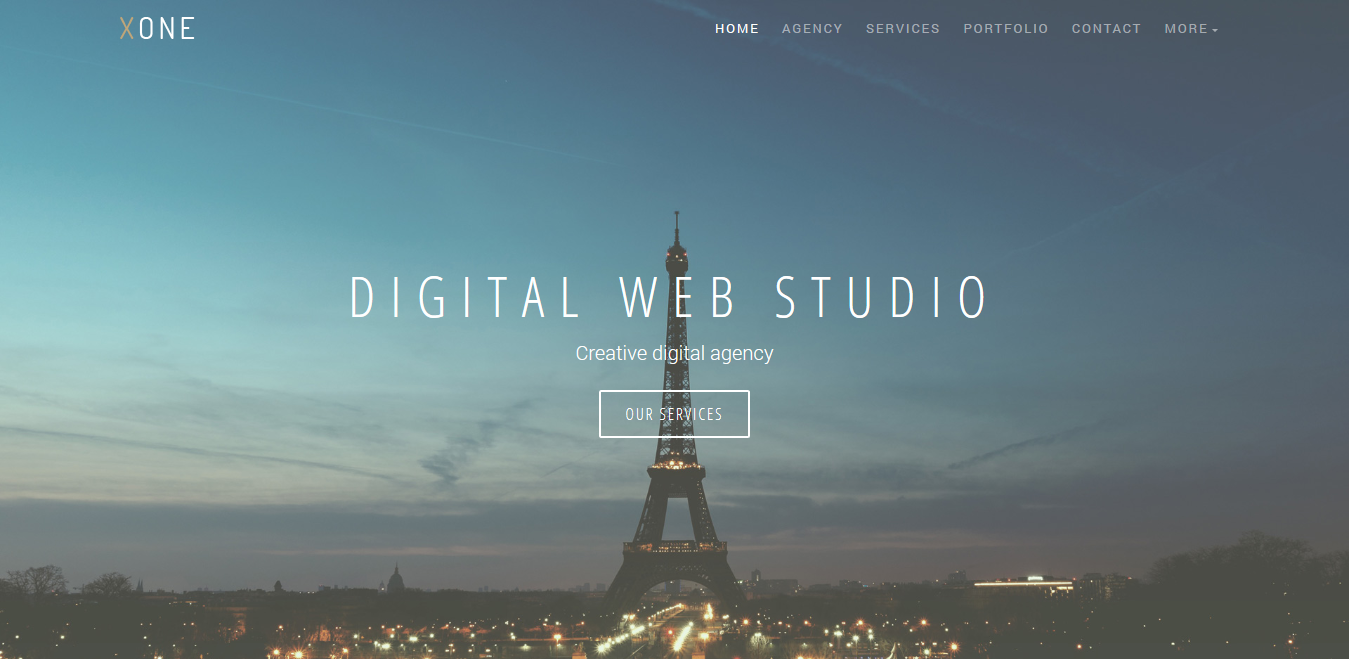 XONE
HOME AGENCY SERVICES PORTFOLIO CONTACT MORE
DIGITAL WEB STUDIO
Creative digital agency
OUR SERVICES